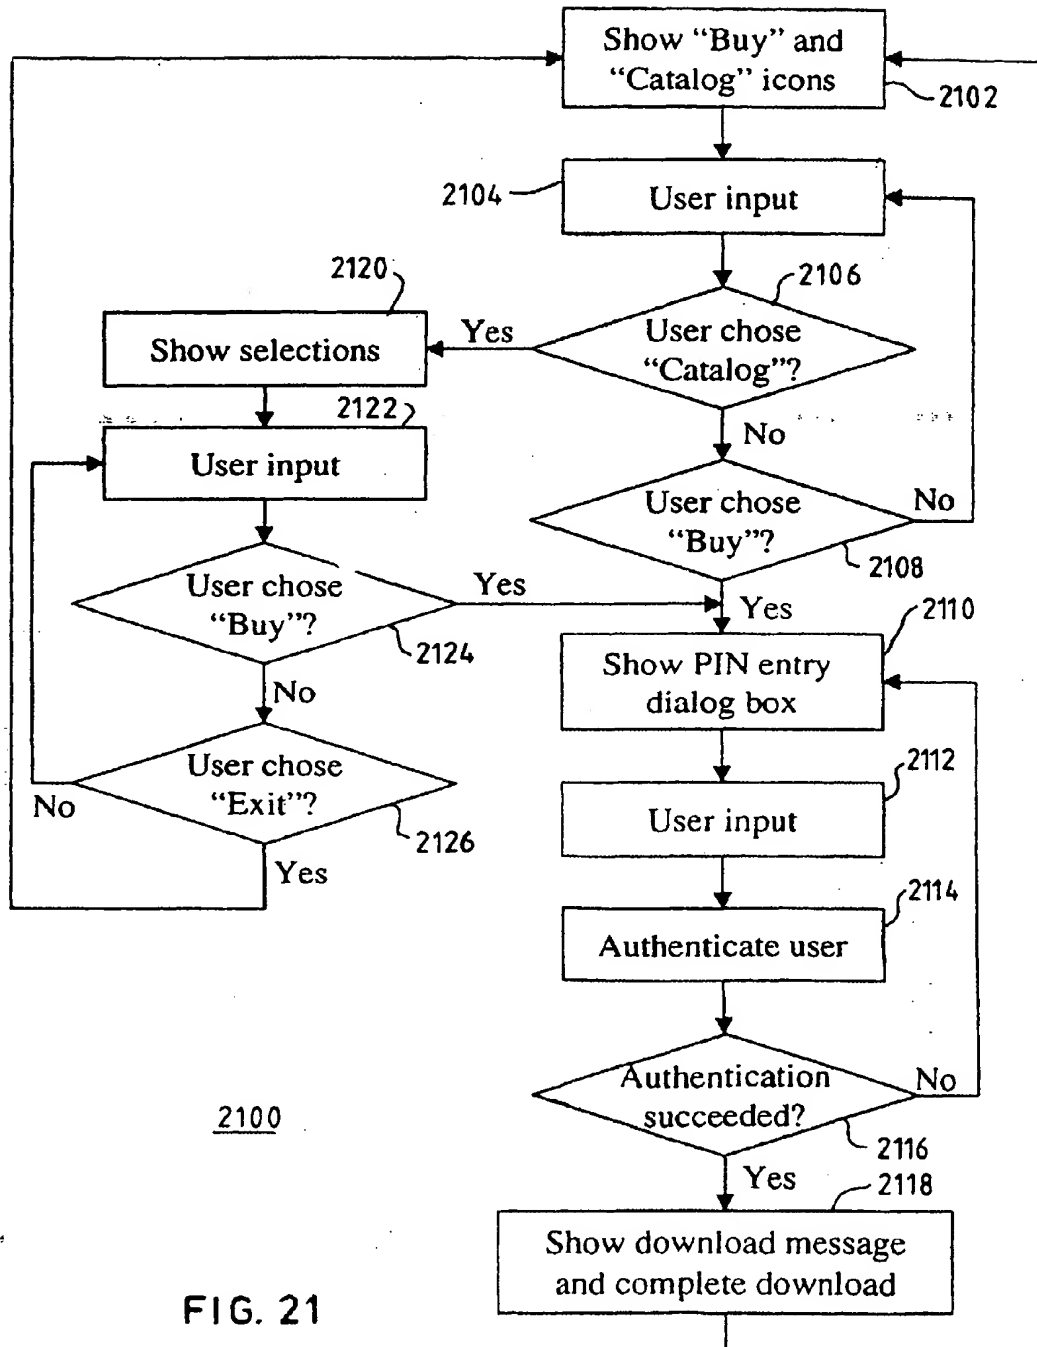 Show “Buy” and
“Catalog” icons
2102
2104
User input
2106
User chose
“Catalog”?
Yes
No
2120
Show selections
2122
User input
User chose
“Buy”?
No
2108
Yes
User chose
“Buy”?
Yes
2124
No
2110
Show PIN entry
dialog box
User chose
“Exit”?
No
2126
Yes
2112
User input
2114
Authenticate user
Authentication
succeeded?
No
2116
Yes
2118
Show download message
and complete download
2100
FIG. 21